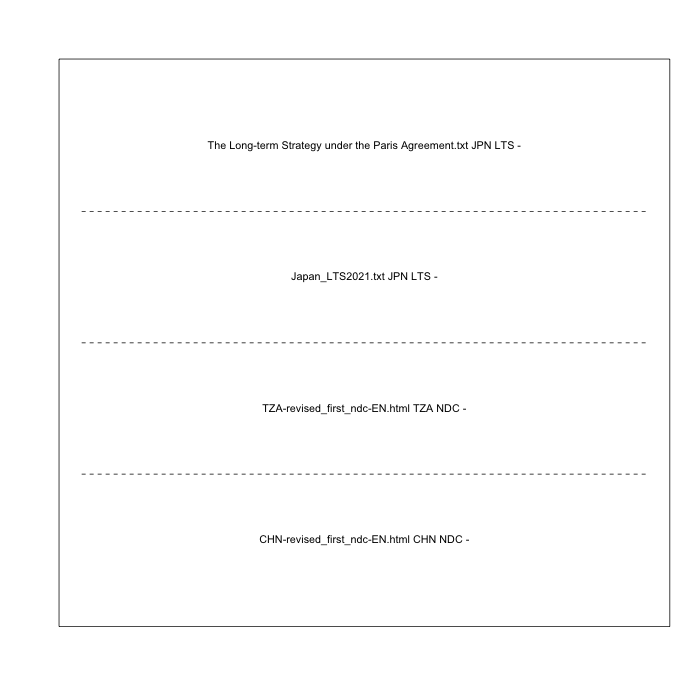 The Long-term Strategy under the Paris Agreement.txt JPN LTS -
Japan_LTS2021.txt JPN LTS -
TZA-revised_first_ndc-EN.html TZA NDC -
CHN-revised_first_ndc-EN.html CHN NDC -